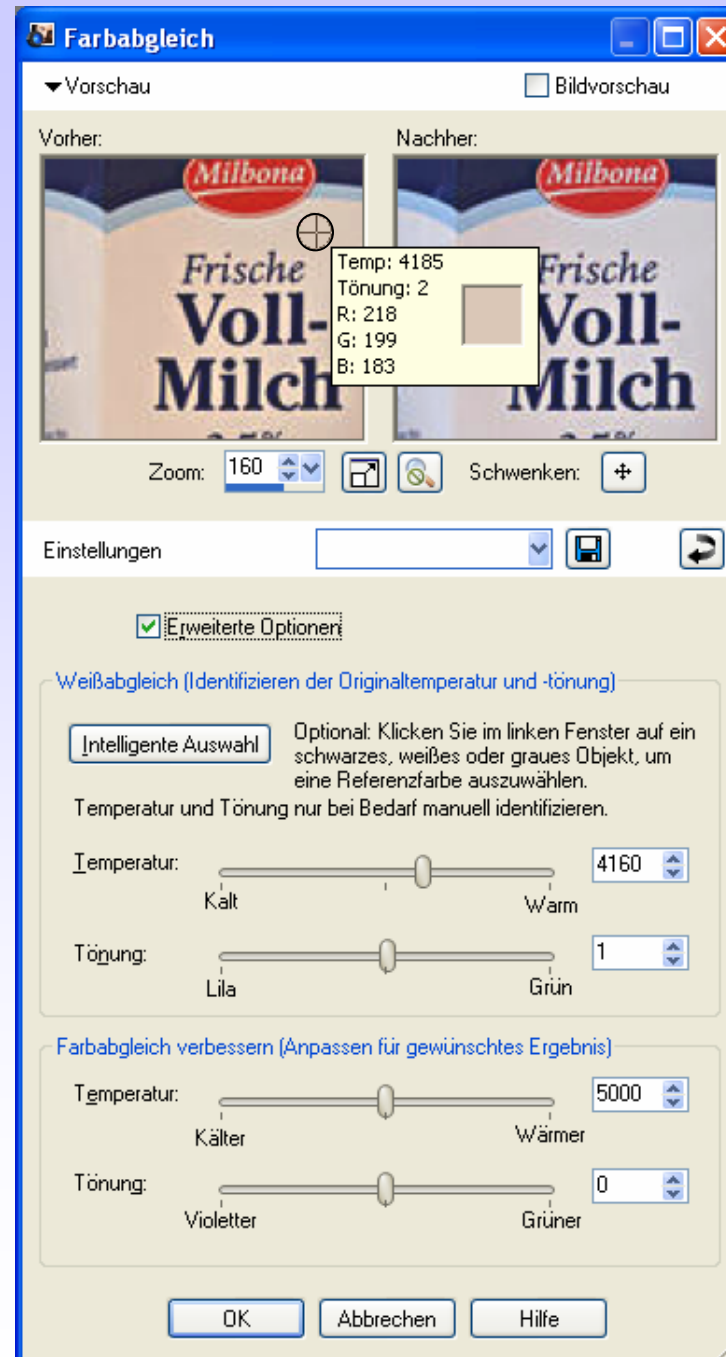 Farbabgleich
Vorschau
Bildvorschau
Vorher:
Nachher:
Milbona
Frische
Voll-
Milch
Milbona
Frische
Voll-
Milch
Temp: 4185
Tönung: 2
R: 218
G: 199
B: 183
Zoom: 160
Schwenken:
Einstellungen
Erweiterte Optionen
Weißabgleich (Identifizieren der Originaltemperatur und -tönung)
Intelligente Auswahl
Optional: Klicken Sie im linken Fenster auf ein
schwarzes, weißes oder graues Objekt, um
eine Referenzfarbe auszuwählen.
Temperatur und Tönung nur bei Bedarf manuell identifizieren.
Temperatur: 4160
Kalt Warm
Tönung: 1
Lila Grün
Farbabgleich verbessern (Anpassen für gewünschtes Ergebnis)
Temperatur: 5000
Kälter Wärmer
Tönung: 0
Violetter Grüner
OK Abbrechen Hilfe